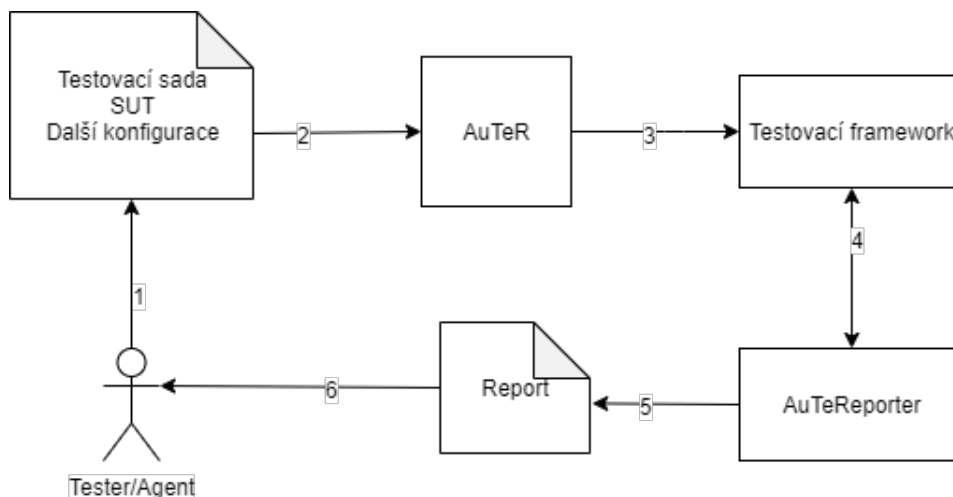 Testovací sada
SUT
Další konfigurace
2
AuTeR
3
Testovací framework
1
4
Report
6
5
AuTeReporter
Tester/Agent